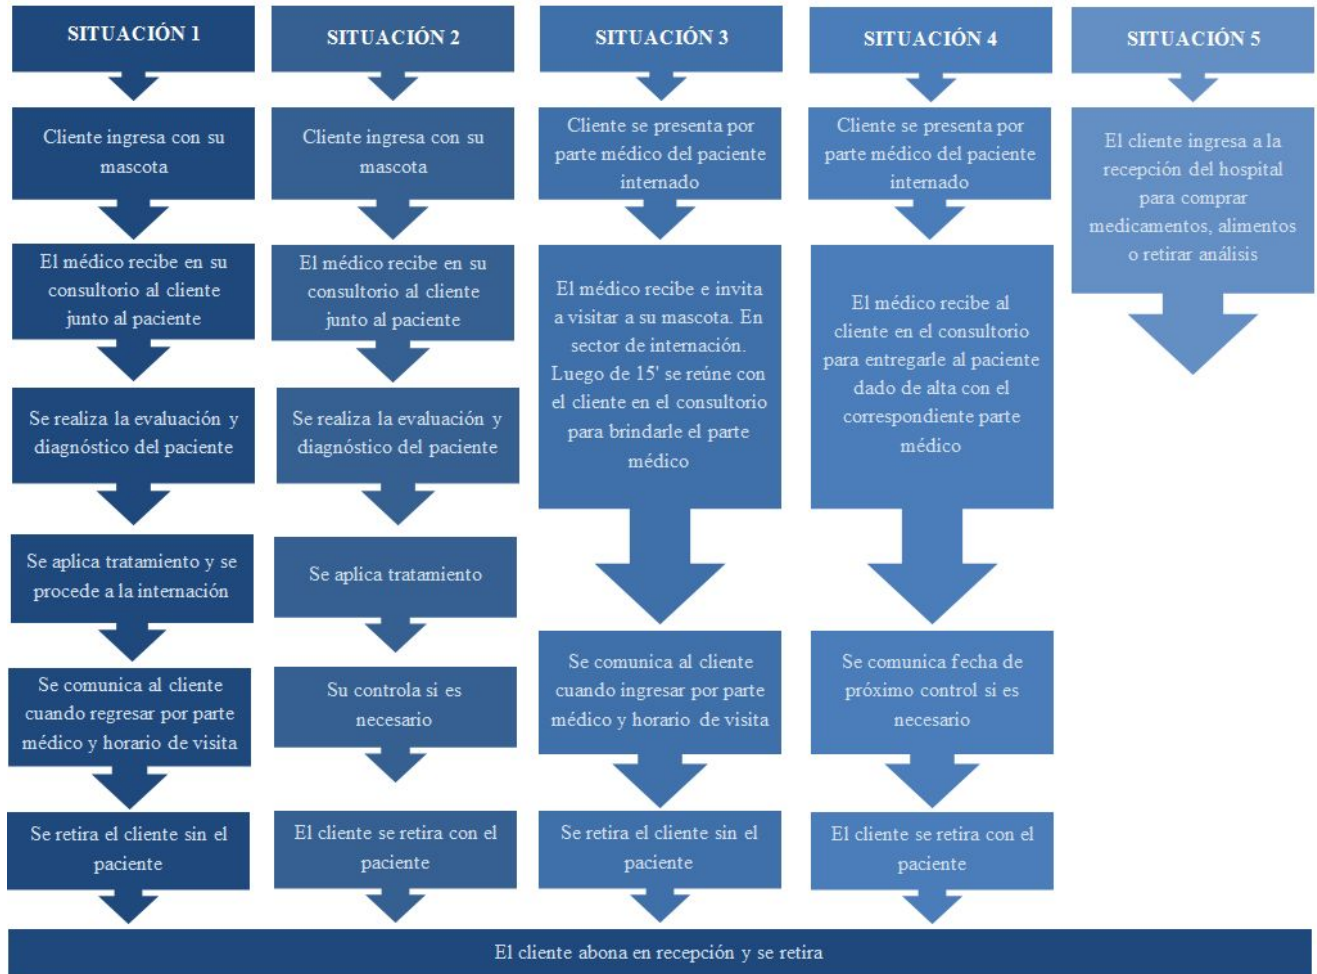 SITUACIÓN 1
Cliente ingresa con su
mascota
El médico recibe en su
consultorio al cliente
junto al paciente
Se realiza la evaluación y
diagnóstico del paciente
Se aplica tratamiento y se
procede a la internación
Se comunica al cliente
cuando regresar por parte
médico y horario de visita
Se retira el cliente sin el
paciente
SITUACIÓN 2
Cliente ingresa con su
mascota
El médico recibe en su
consultorio al cliente
junto al paciente
Se realiza la evaluación y
diagnóstico del paciente
Se aplica tratamiento
Su controla si es
necesario
El cliente se retira con el
paciente
SITUACIÓN 3
Cliente se presenta por
parte médico del paciente
internado
El médico recibe e invita
a visitar a su mascota. En
sector de internación.
Luego de 15' se reúne con
el cliente en el consultorio
para brindarle el parte
médico
Se comunica al cliente
cuando ingresar por parte
médico y horario de visita
Se retira el cliente sin el
paciente
SITUACIÓN 4
Cliente se presenta por
parte médico del paciente
internado
El médico recibe al
cliente en el consultorio
para entregarle al paciente
dado de alta con el
correspondiente parte
médico
Se comunica fecha de
próximo control si es
necesario
El cliente se retira con el
paciente
SITUACIÓN 5
El cliente ingresa a la
recepción del hospital
para comprar
medicamentos, alimentos
o retirar análisis
El cliente abona en recepción y se retira